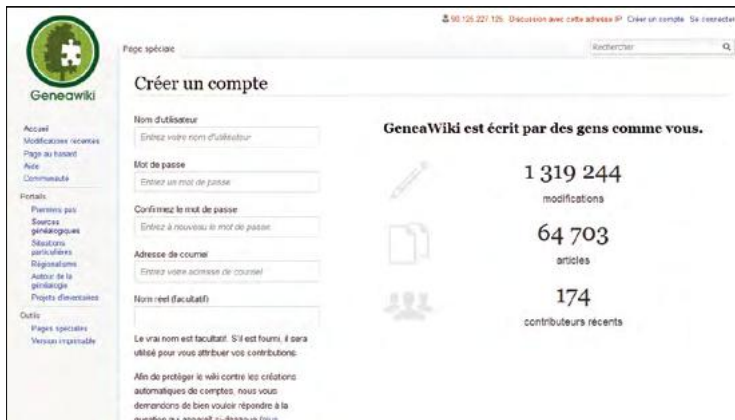 90.125.227.125 Discussion avec cette adresse IP Créer un compte Se connecter
Page spéciale
Rechercher
Geneawiki
Créer un compte
Accueil
Modifications récentes
Page au hasard
Aide
Communauté
Portails
Premiers pas
Sources
généalogiques
Situations
particulières
Régionalisme
Autour de la
généalogie
Projets d'inventaires
Outils
Pages spéciales
Version imprimable
Nom d'utilisateur
Entrez votre nom d'utilisateur
Mot de passe
Entrez un mot de passe
Confirmez le mot de passe
Entrez à nouveau le mot de passe
Adresse de courriel
Entrez votre adresse de courriel
Nom réel (facultatif)
Le vrai nom est facultatif. S'il est fourni, il sera
utilisé pour vous attribuer vos contributions.
Afin de protéger le wiki contre les créations
automatiques de comptes, nous vous
demandons de bien vouloir répondre à la
question qui apparaît ci-dessous
GeneaWiki est écrit par des gens comme vous.
1 319 244
modifications
64 703
articles
174
contributeurs récents